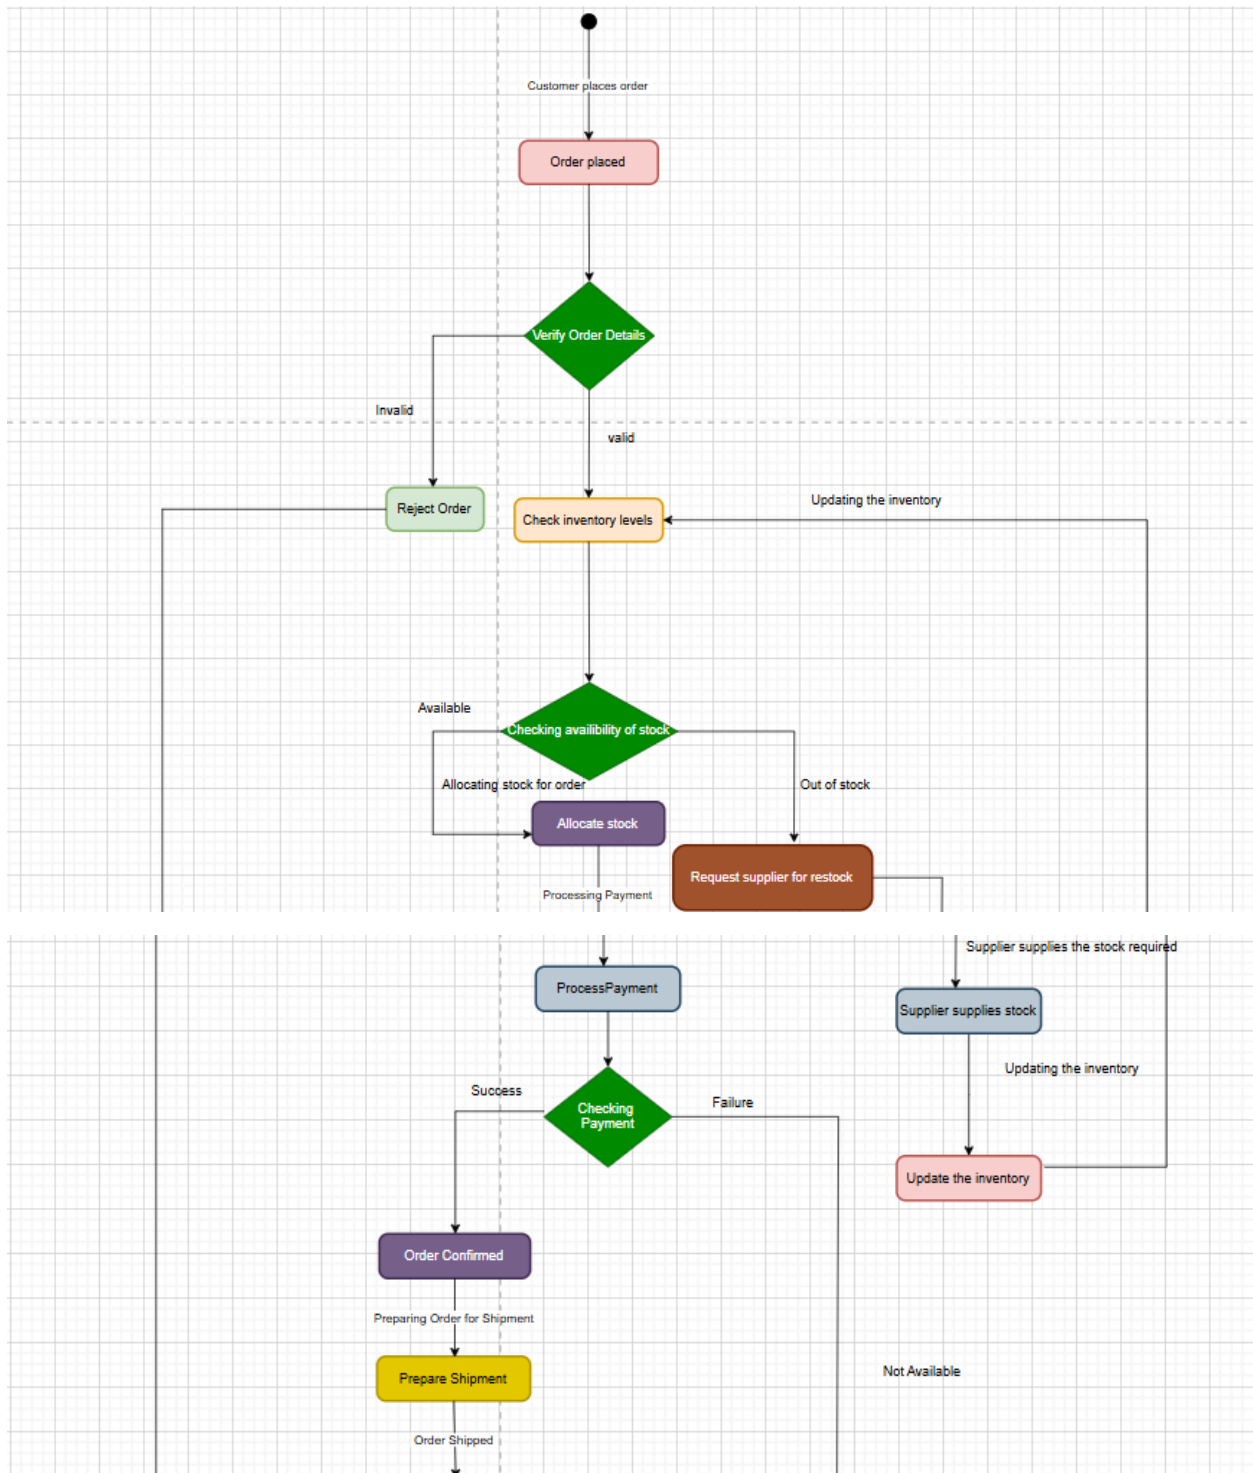 Customer places order
Order placed
Verify Order Details
Invalid
valid
Reject Order
Check inventory levels
Updating the inventory
Available
Checking availibility of stock
Allocating stock for order
Out of stock
Allocate stock
Request supplier for restock
Processing Payment
Supplier supplies the stock required
ProcessPayment
Supplier supplies stock
Updating the inventory
Success
Checking
Payment
Failure
Update the inventory
Order Confirmed
Preparing Order for Shipment
Not Available
Prepare Shipment
Order Shipped